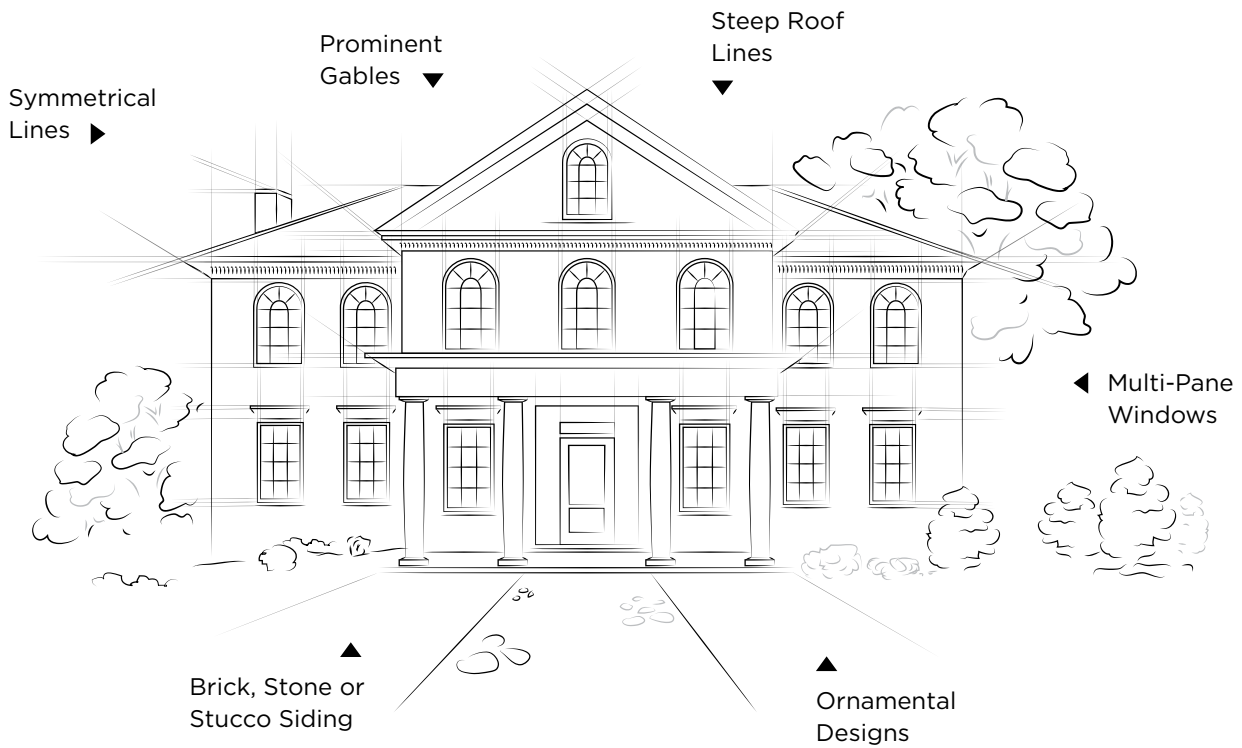 Symmetrical
Lines
Prominent
Gables
Steep Roof
Lines
Multi-Pane
Windows
Brick, Stone or
Stucco Siding
Ornamental
Designs